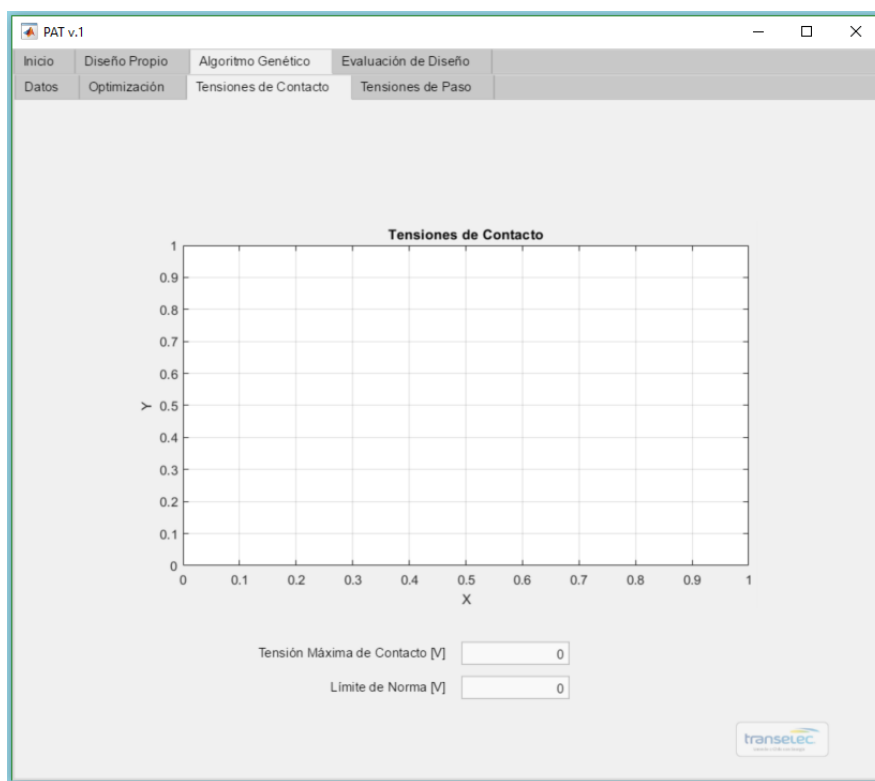 PAT v.1
Inicio Diseño Propio Algoritmo Genético Evaluación de Diseño
Datos Optimización Tensiones de Contacto Tensiones de Paso
Tensiones de Contacto
1
0.9
0.8
0.7
0.6
Y 0.5
0.4
0.3
0.2
0.1
0
0 0.1 0.2 0.3 0.4 0.5 0.6 0.7 0.8 0.9 1
X
Tensión Máxima de Contacto [V] 0
Límite de Norma [V] 0
transelec